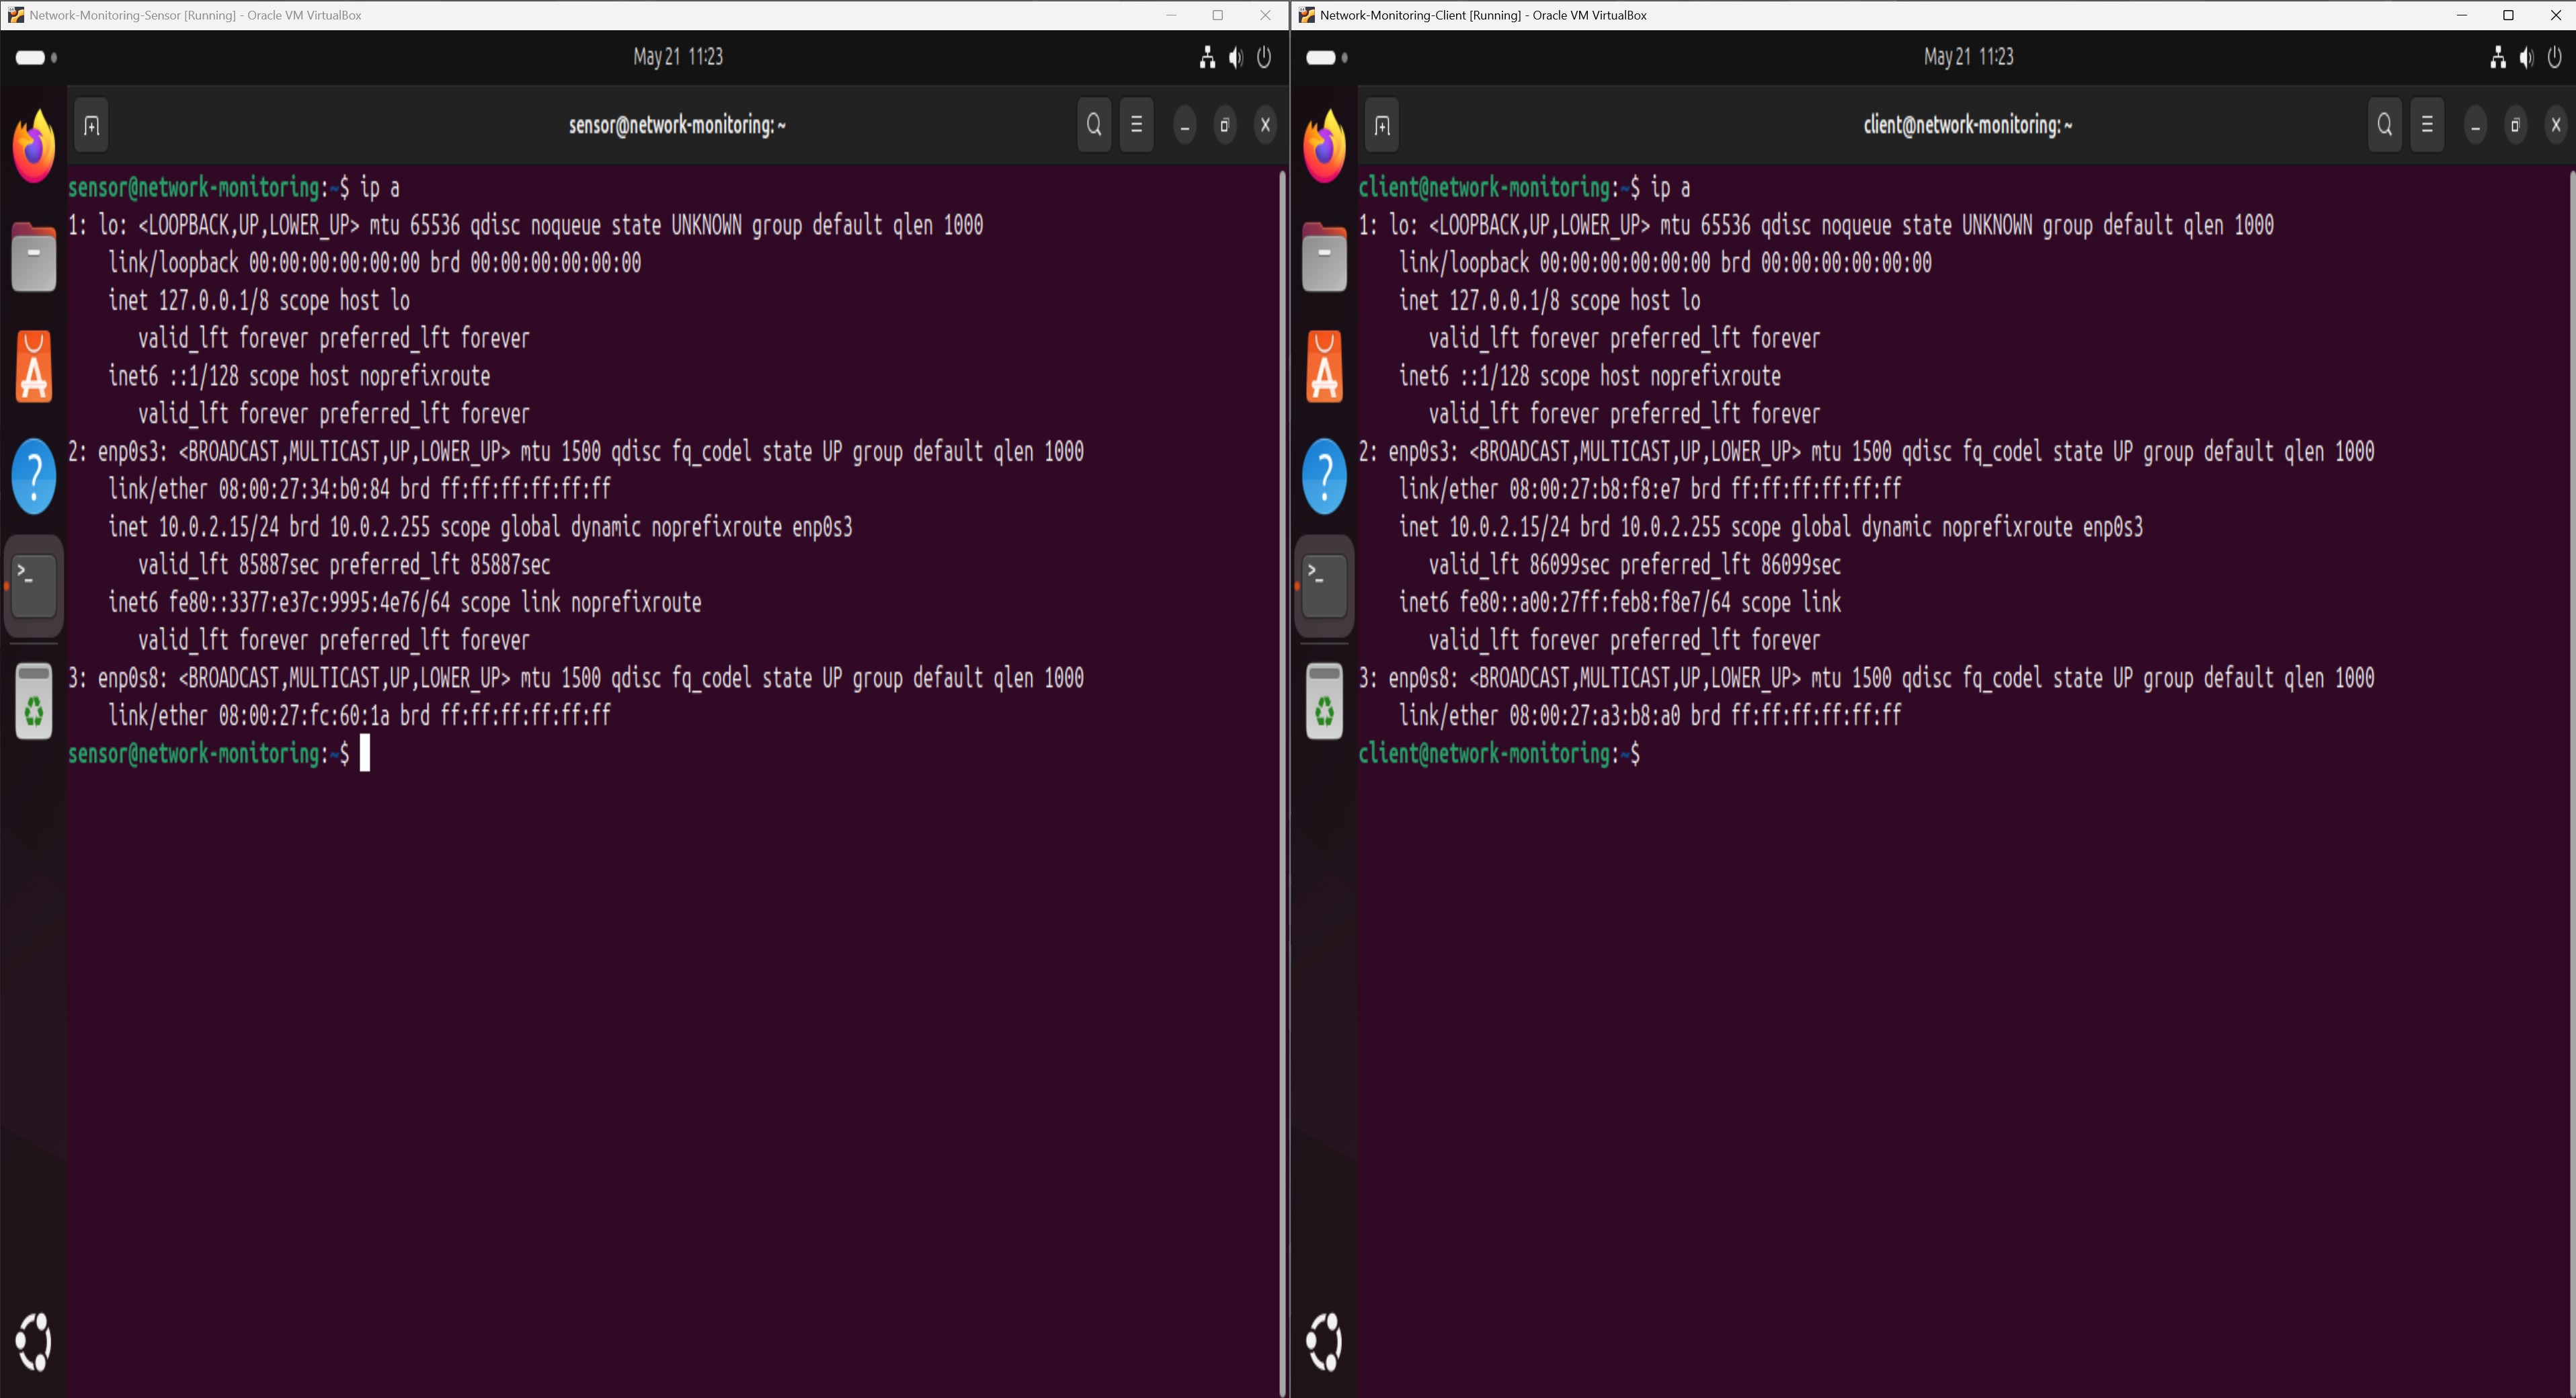 Network-Monitoring-Sensor [Running] - Oracle VM VirtualBox
May 21 11:23
sensor@network-monitoring: ~
sensor@network-monitoring:~$ ip a
1: lo: <LOOPBACK,UP,LOWER_UP> mtu 65536 qdisc noqueue state UNKNOWN group default qlen 1000
link/loopback 00:00:00:00:00:00 brd 00:00:00:00:00:00
inet 127.0.0.1/8 scope host lo
valid_lft forever preferred_lft forever
inet6 ::1/128 scope host noprefixroute
valid_lft forever preferred_lft forever
2: enp0s3: <BROADCAST,MULTICAST,UP,LOWER_UP> mtu 1500 qdisc fq_codel state UP group default qlen 1000
link/ether 08:00:27:34:b0:84 brd ff:ff:ff:ff:ff:ff
inet 10.0.2.15/24 brd 10.0.2.255 scope global dynamic noprefixroute enp0s3
valid_lft 85887sec preferred_lft 85887sec
inet6 fe80::3377:e37c:9995:4e76/64 scope link noprefixroute
valid_lft forever preferred_lft forever
3: enp0s8: <BROADCAST,MULTICAST,UP,LOWER_UP> mtu 1500 qdisc fq_codel state UP group default qlen 1000
link/ether 08:00:27:fc:60:1a brd ff:ff:ff:ff:ff:ff
sensor@network-monitoring:~$
Network-Monitoring-Client [Running] - Oracle VM VirtualBox
May 21 11:23
client@network-monitoring: ~
client@network-monitoring:~$ ip a
1: lo: <LOOPBACK,UP,LOWER_UP> mtu 65536 qdisc noqueue state UNKNOWN group default qlen 1000
link/loopback 00:00:00:00:00:00 brd 00:00:00:00:00:00
inet 127.0.0.1/8 scope host lo
valid_lft forever preferred_lft forever
inet6 ::1/128 scope host noprefixroute
valid_lft forever preferred_lft forever
2: enp0s3: <BROADCAST,MULTICAST,UP,LOWER_UP> mtu 1500 qdisc fq_codel state UP group default qlen 1000
link/ether 08:00:27:b8:f8:e7 brd ff:ff:ff:ff:ff:ff
inet 10.0.2.15/24 brd 10.0.2.255 scope global dynamic noprefixroute enp0s3
valid_lft 86099sec preferred_lft 86099sec
inet6 fe80::a00:27ff:feb8:f8e7/64 scope link
valid_lft forever preferred_lft forever
3: enp0s8: <BROADCAST,MULTICAST,UP,LOWER_UP> mtu 1500 qdisc fq_codel state UP group default qlen 1000
link/ether 08:00:27:a3:b8:a0 brd ff:ff:ff:ff:ff:ff
client@network-monitoring:~$